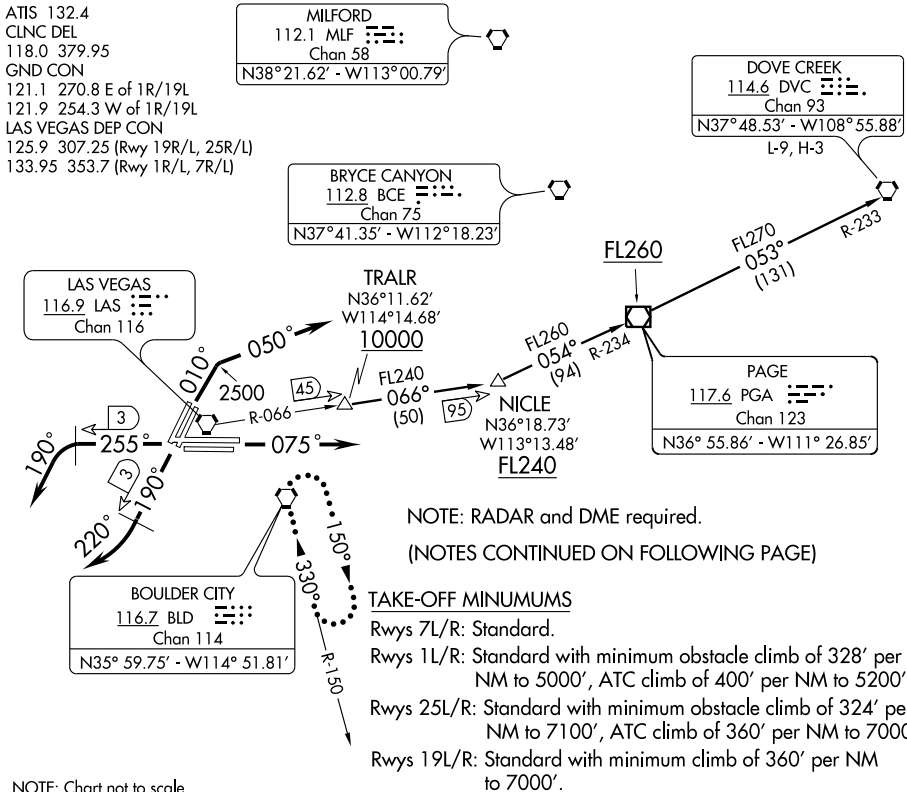 ATIS 132.4
CLNC DEL
118.0 379.95
GND CON
121.1 270.8 E of 1R/19L
121.9 254.3 W of 1R/19L
LAS VEGAS DEP CON
125.9 307.25 (Rwy 19R/L, 25R/L)
133.95 353.7 (Rwy 1R/L, 7R/L)
MILFORD
112.1 MLF
Chan 58
N38°21.62' - W113°00.79'
DOVE CREEK
114.6 DVC
Chan 93
N37°48.53' - W108°55.88'
L-9, H-3
BRYCE CANYON
112.8 BCE
Chan 75
N37°41.35' - W112°18.23'
LAS VEGAS
116.9 LAS
Chan 116
TRALR
N36°11.62'
W114°14.68'
10000
FL260
FL270
053°
(131)
R-233
010°
050°
2500
R-066
45
FL240
066°
(50)
95
FL260
054°
(94)
R-234
NICLE
N36°18.73'
W113°13.48'
FL240
PAGE
117.6 PGA
Chan 123
N36° 55.86' - W111° 26.85'
3
255°
190°
075°
3
190°
220°
150°
330°
R-150
BOULDER CITY
116.7 BLD
Chan 114
N35° 59.75' - W114° 51.81'
NOTE: RADAR and DME required.
(NOTES CONTINUED ON FOLLOWING PAGE)
TAKE-OFF MINUMUMS
Rwys 7L/R: Standard.
Rwys 1L/R: Standard with minimum obstacle climb of 328' per
NM to 5000', ATC climb of 400' per NM to 5200'
Rwys 25L/R: Standard with minimum obstacle climb of 324' pe
NM to 7100', ATC climb of 360' per NM to 7000
Rwys 19L/R: Standard with minimum climb of 360' per NM
to 7000'.
NOTE: Chart not to scale